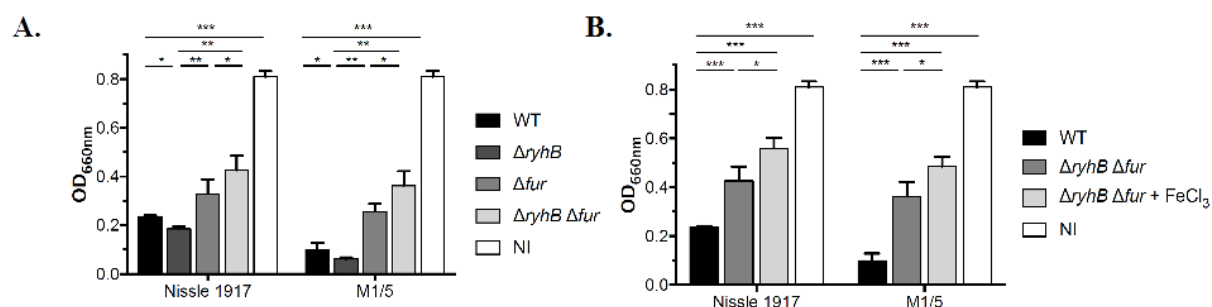 A.
*** ***
** **
* ** * * ** *
0.8
0.6
0.4
0.2
0.0
OD660nm
Nissle 1917 M1/5
WT
ΔryhB
Δfur
ΔryhB Δfur
NI
B.
*** ***
*** ***
*** * *** *
0.8
0.6
0.4
0.2
0.0
OD660nm
Nissle 1917 M1/5
WT
ΔryhB Δfur
ΔryhB Δfur + FeCl3
NI